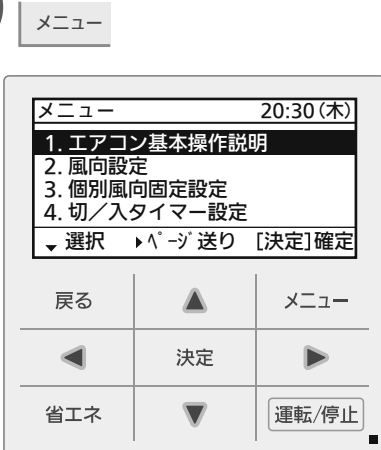 メニュー
メニュー 20:30(木)
1. エアコン基本操作説明
2. 風向設定
3. 個別風向固定設定
4. 切／入タイマー設定
選択 ページ送り [決定]確定
戻る メニュー
決定
省エネ 運転/停止